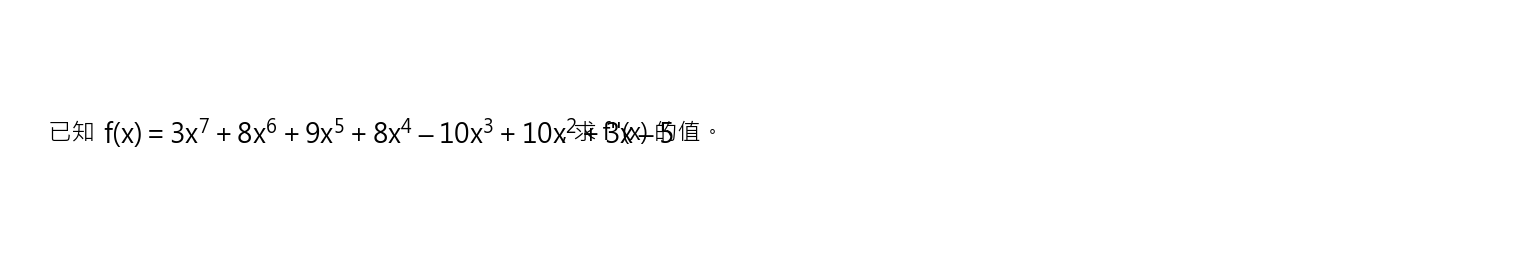 已知 f(x) = 3x⁷ + 8x⁶ + 9x⁵ + 8x⁴ – 10x³ + 10x² + 3x – 5，求 f''(x) 的值。